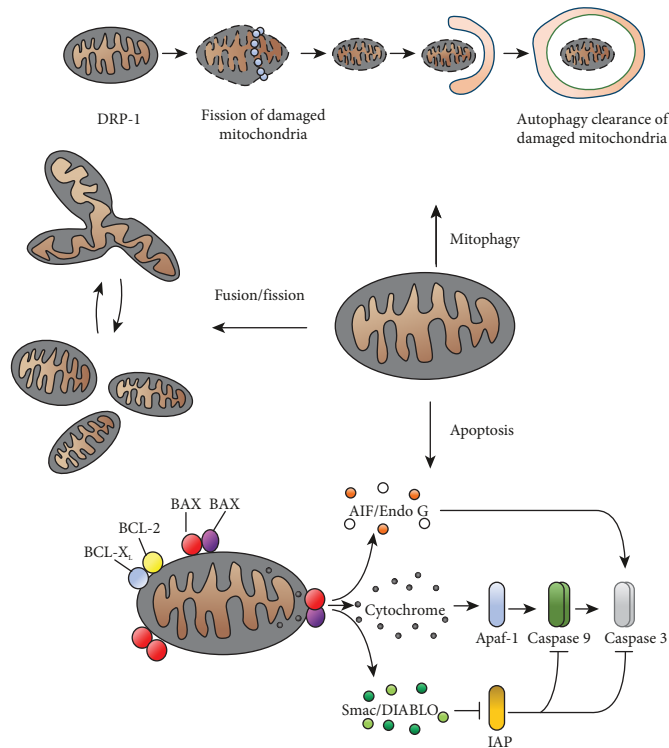 DRP-1
Fission of damaged
mitochondria
Autophagy clearance of
damaged mitochondria
Mitophagy
Fusion/fission
Apoptosis
BAX
BAX
BCL-2
BCL-XL
AIF/Endo G
Cytochrome
Apaf-1
Caspase 9
Caspase 3
Smac/DIABLO
IAP